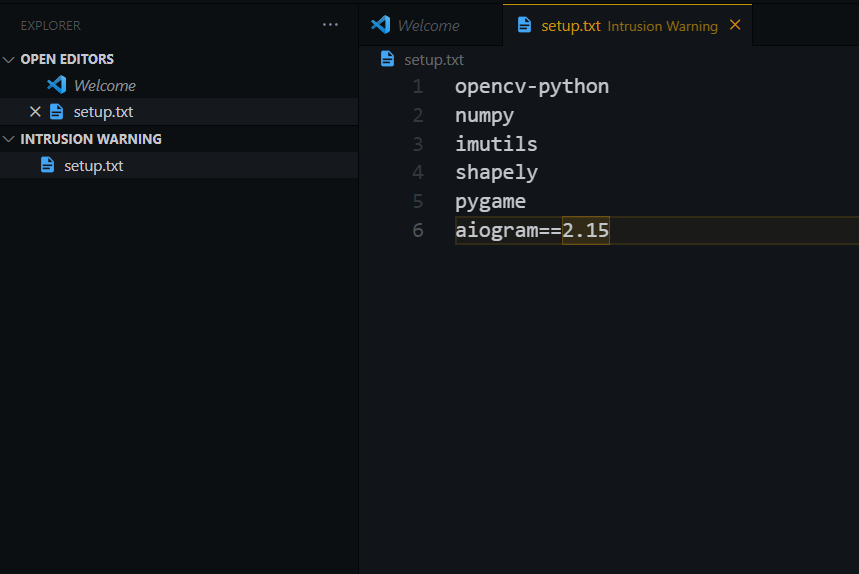 EXPLORER
···
OPEN EDITORS
Welcome
setup.txt
INTRUSION WARNING
setup.txt
Welcome
setup.txt Intrusion Warning
setup.txt
1 opencv-python
2 numpy
3 imutils
4 shapely
5 pygame
6 aiogram==2.15